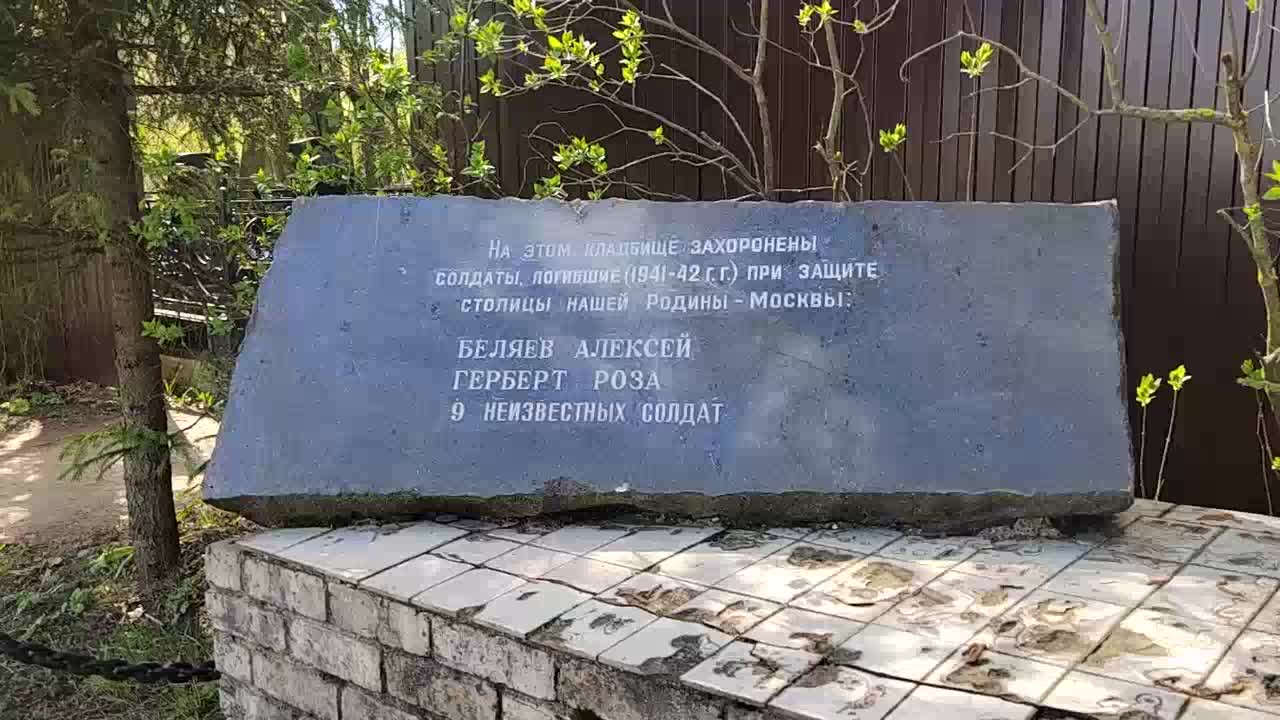 На этом кладбище захоронены
солдаты, погибшие (1941-42 г.г.) при защите
столицы нашей Родины - Москвы:
БЕЛЯЕВ АЛЕКСЕЙ
ГЕРБЕРТ РОЗА
9 НЕИЗВЕСТНЫХ СОЛДАТ